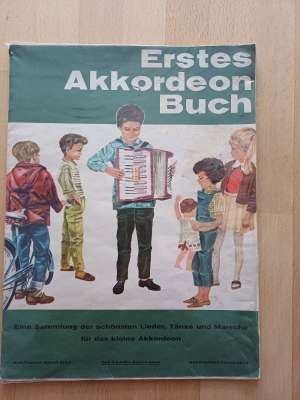 Erstes
Akkordeon
Buch
Eine Sammlung der schönsten Lieder, Tänze und Märsche
für das kleine Akkordeon